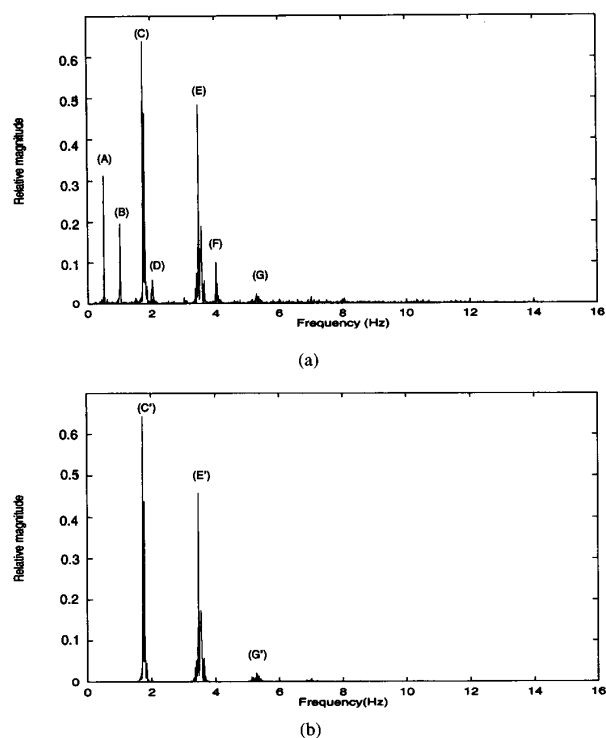 0.6
0.5
0.4
0.3
0.2
0.1
0
Relative magnitude
(A)
(B)
(C)
(D)
(E)
(F)
(G)
0 2 4 6 8 10 12 14 16
Frequency (Hz)
(a)
0.6
0.5
0.4
0.3
0.2
0.1
0
Relative magnitude
(C')
(E')
(G')
0 2 4 6 8 10 12 14 16
Frequency(Hz)
(b)